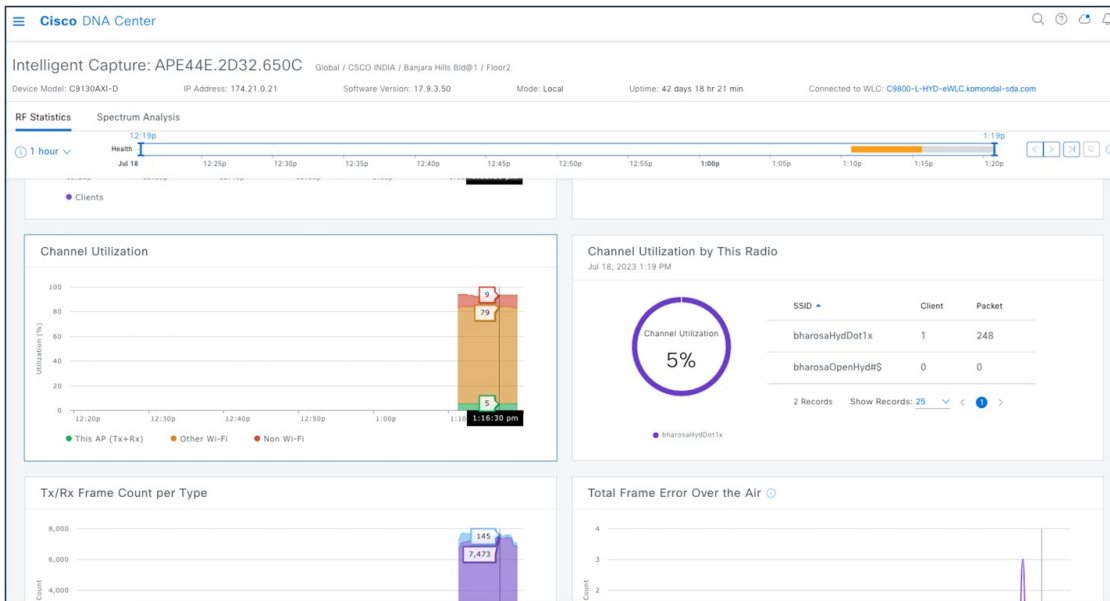 Cisco DNA Center
Intelligent Capture: APE44E.2D32.650C Global / CSCO INDIA / Banjara Hills Bld@1 / Floor2
Device Model: C9130AXI-D IP Address: 174.21.0.21 Software Version: 17.9.3.50 Mode: Local Uptime: 42 days 18 hr 21 min Connected to WLC: C9800-L-HYD-eWLC.komondal-sda.com
RF Statistics Spectrum Analysis
12:19p 1:19p
1 hour Health
Jul 18 12:25p 12:30p 12:35p 12:40p 12:45p 12:50p 12:55p 1:00p 1:05p 1:10p 1:15p 1:20p
Clients
Channel Utilization
100
80
60
40
20
0
Utilization (%)
9
79
5
12:20p 12:30p 12:40p 12:50p 1:00p 1:10 1:16:30 pm
This AP (Tx+Rx) Other Wi-Fi Non Wi-Fi
Channel Utilization by This Radio
Jul 18, 2023 1:19 PM
Channel Utilization
5%
bharosaHydDot1x
SSID Client Packet
bharosaHydDot1x 1 248
bharosaOpenHyd#$ 0 0
2 Records Show Records: 25 1
Tx/Rx Frame Count per Type
8,000
6,000
4,000
Count
145
7,473
Total Frame Error Over the Air
4
3
2
Count